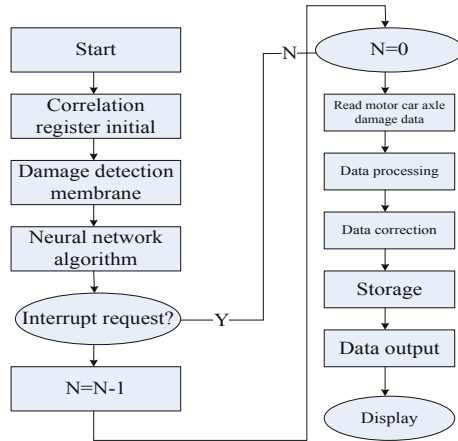 Start
Correlation
register initial
Damage detection
membrane
Neural network
algorithm
Interrupt request?
Y
N=N-1
N
N=0
Read motor car axle
damage data
Data processing
Data correction
Storage
Data output
Display